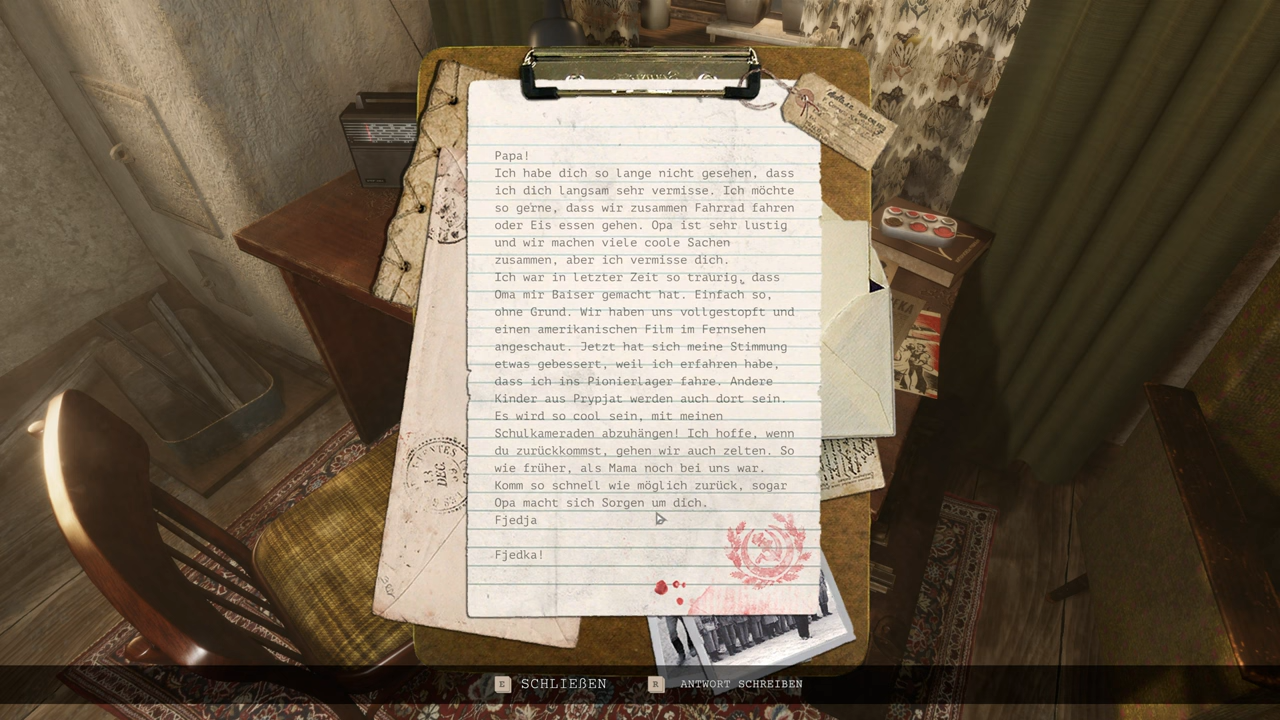 Papa!
Ich habe dich so lange nicht gesehen, dass
ich dich langsam sehr vermisse. Ich möchte
so gerne, dass wir zusammen Fahrrad fahren
oder Eis essen gehen. Opa ist sehr lustig
und wir machen viele coole Sachen
zusammen, aber ich vermisse dich.
Ich war in letzter Zeit so traurig, dass
Oma mir Baiser gemacht hat. Einfach so,
ohne Grund. Wir haben uns vollgestopft und
einen amerikanischen Film im Fernsehen
angeschaut. Jetzt hat sich meine Stimmung
etwas gebessert, weil ich erfahren habe,
dass ich ins Pionierlager fahre. Andere
Kinder aus Prypjat werden auch dort sein.
Es wird so cool sein, mit meinen
Schulkameraden abzuhängen! Ich hoffe, wenn
du zurückkommst, gehen wir auch zelten. So
wie früher, als Mama noch bei uns war.
Komm so schnell wie möglich zurück, sogar
Opa macht sich Sorgen um dich.
Fjedja
Fjedka!
DEC
E SCHLIEßEN R ANTWORT SCHREIBEN